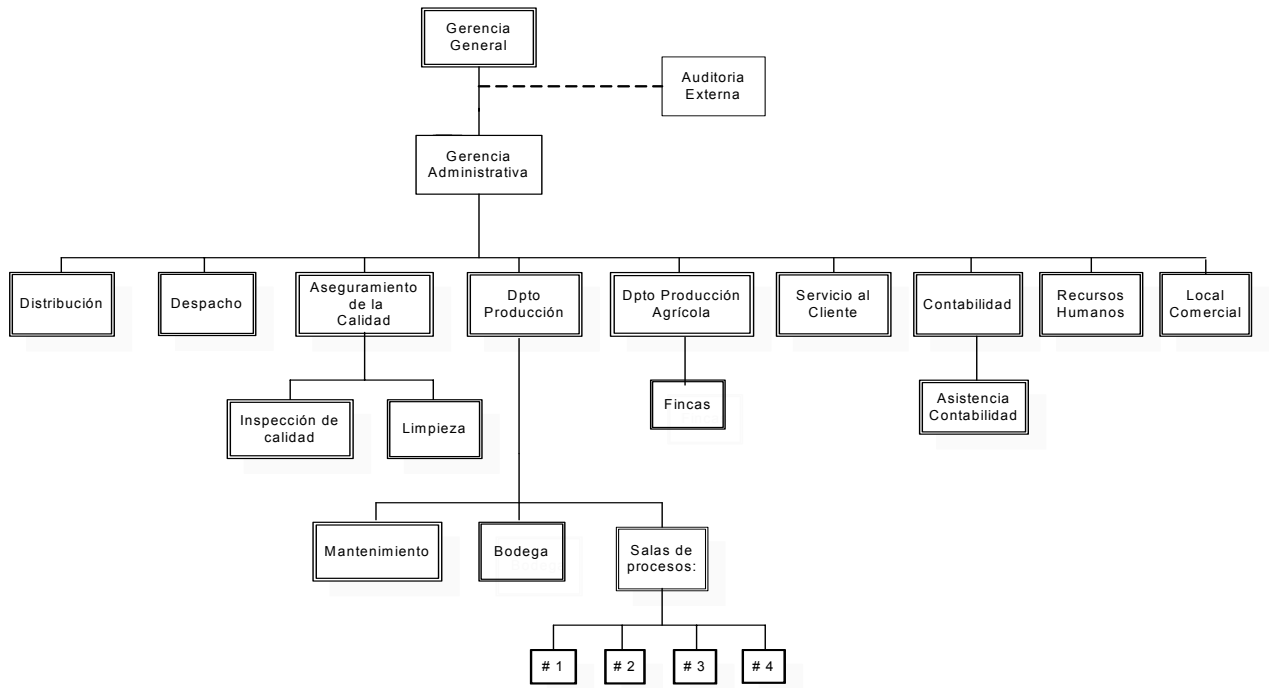 Gerencia
General
Auditoria
Externa
Gerencia
Administrativa
Distribución
Despacho
Aseguramiento
de la
Calidad
Dpto
Producción
Dpto Producción
Agrícola
Servicio al
Cliente
Contabilidad
Recursos
Humanos
Local
Comercial
Inspección de
calidad
Limpieza
Fincas
Asistencia
Contabilidad
Mantenimiento
Bodega
Salas de
procesos:
# 1
# 2
# 3
# 4